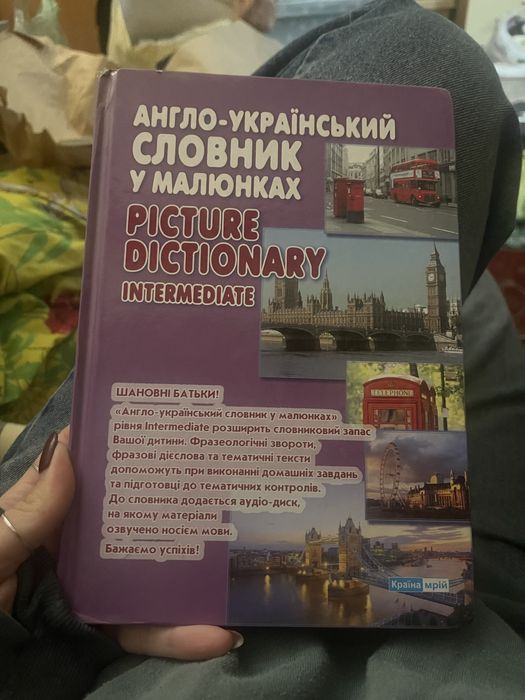 АНГЛО-УКРАЇНСЬКИЙ
СЛОВНИК
У МАЛЮНКАХ
PICTURE
DICTIONARY
INTERMEDIATE
TELEPHONE
ШАНОВНІ БАТЬКИ!
«Англо-український словник у малюнках»
рівня Intermediate розширить словниковий запас
Вашої дитини. Фразеологічні звороти,
фразові дієслова та тематичні тексти
допоможуть при виконанні домашніх завдань
та підготовці до тематичних контролів.
До словника додається аудіо-диск,
на якому матеріали
озвучено носієм мови.
Бажаємо успіхів!
Країна мрій